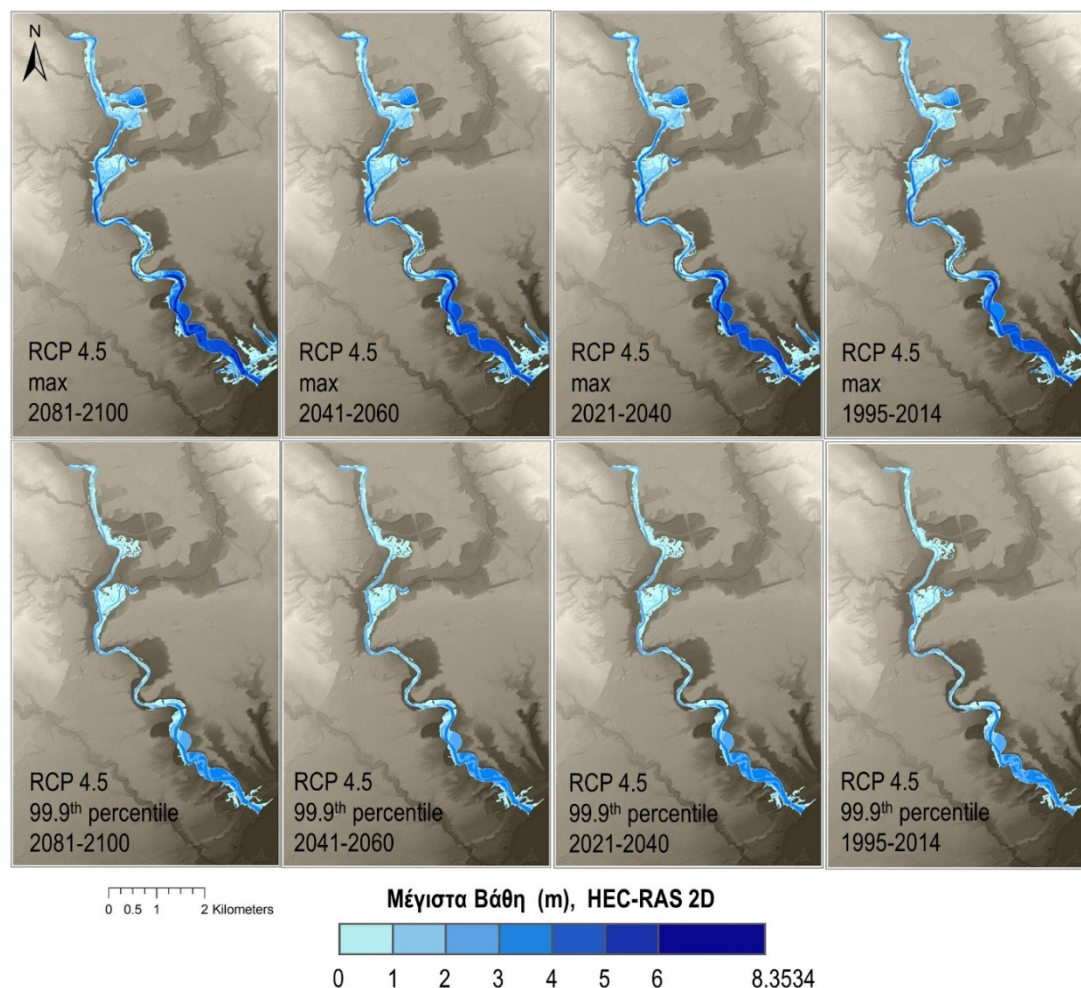 N
RCP 4.5
max
2081-2100
RCP 4.5
max
2041-2060
RCP 4.5
max
2021-2040
RCP 4.5
max
1995-2014
RCP 4.5
99.9th percentile
2081-2100
RCP 4.5
99.9th percentile
2041-2060
RCP 4.5
99.9th percentile
2021-2040
RCP 4.5
99.9th percentile
1995-2014
0 0.5 1 2 Kilometers
Μέγιστα Βάθη (m), HEC-RAS 2D
0 1 2 3 4 5 6 8.3534